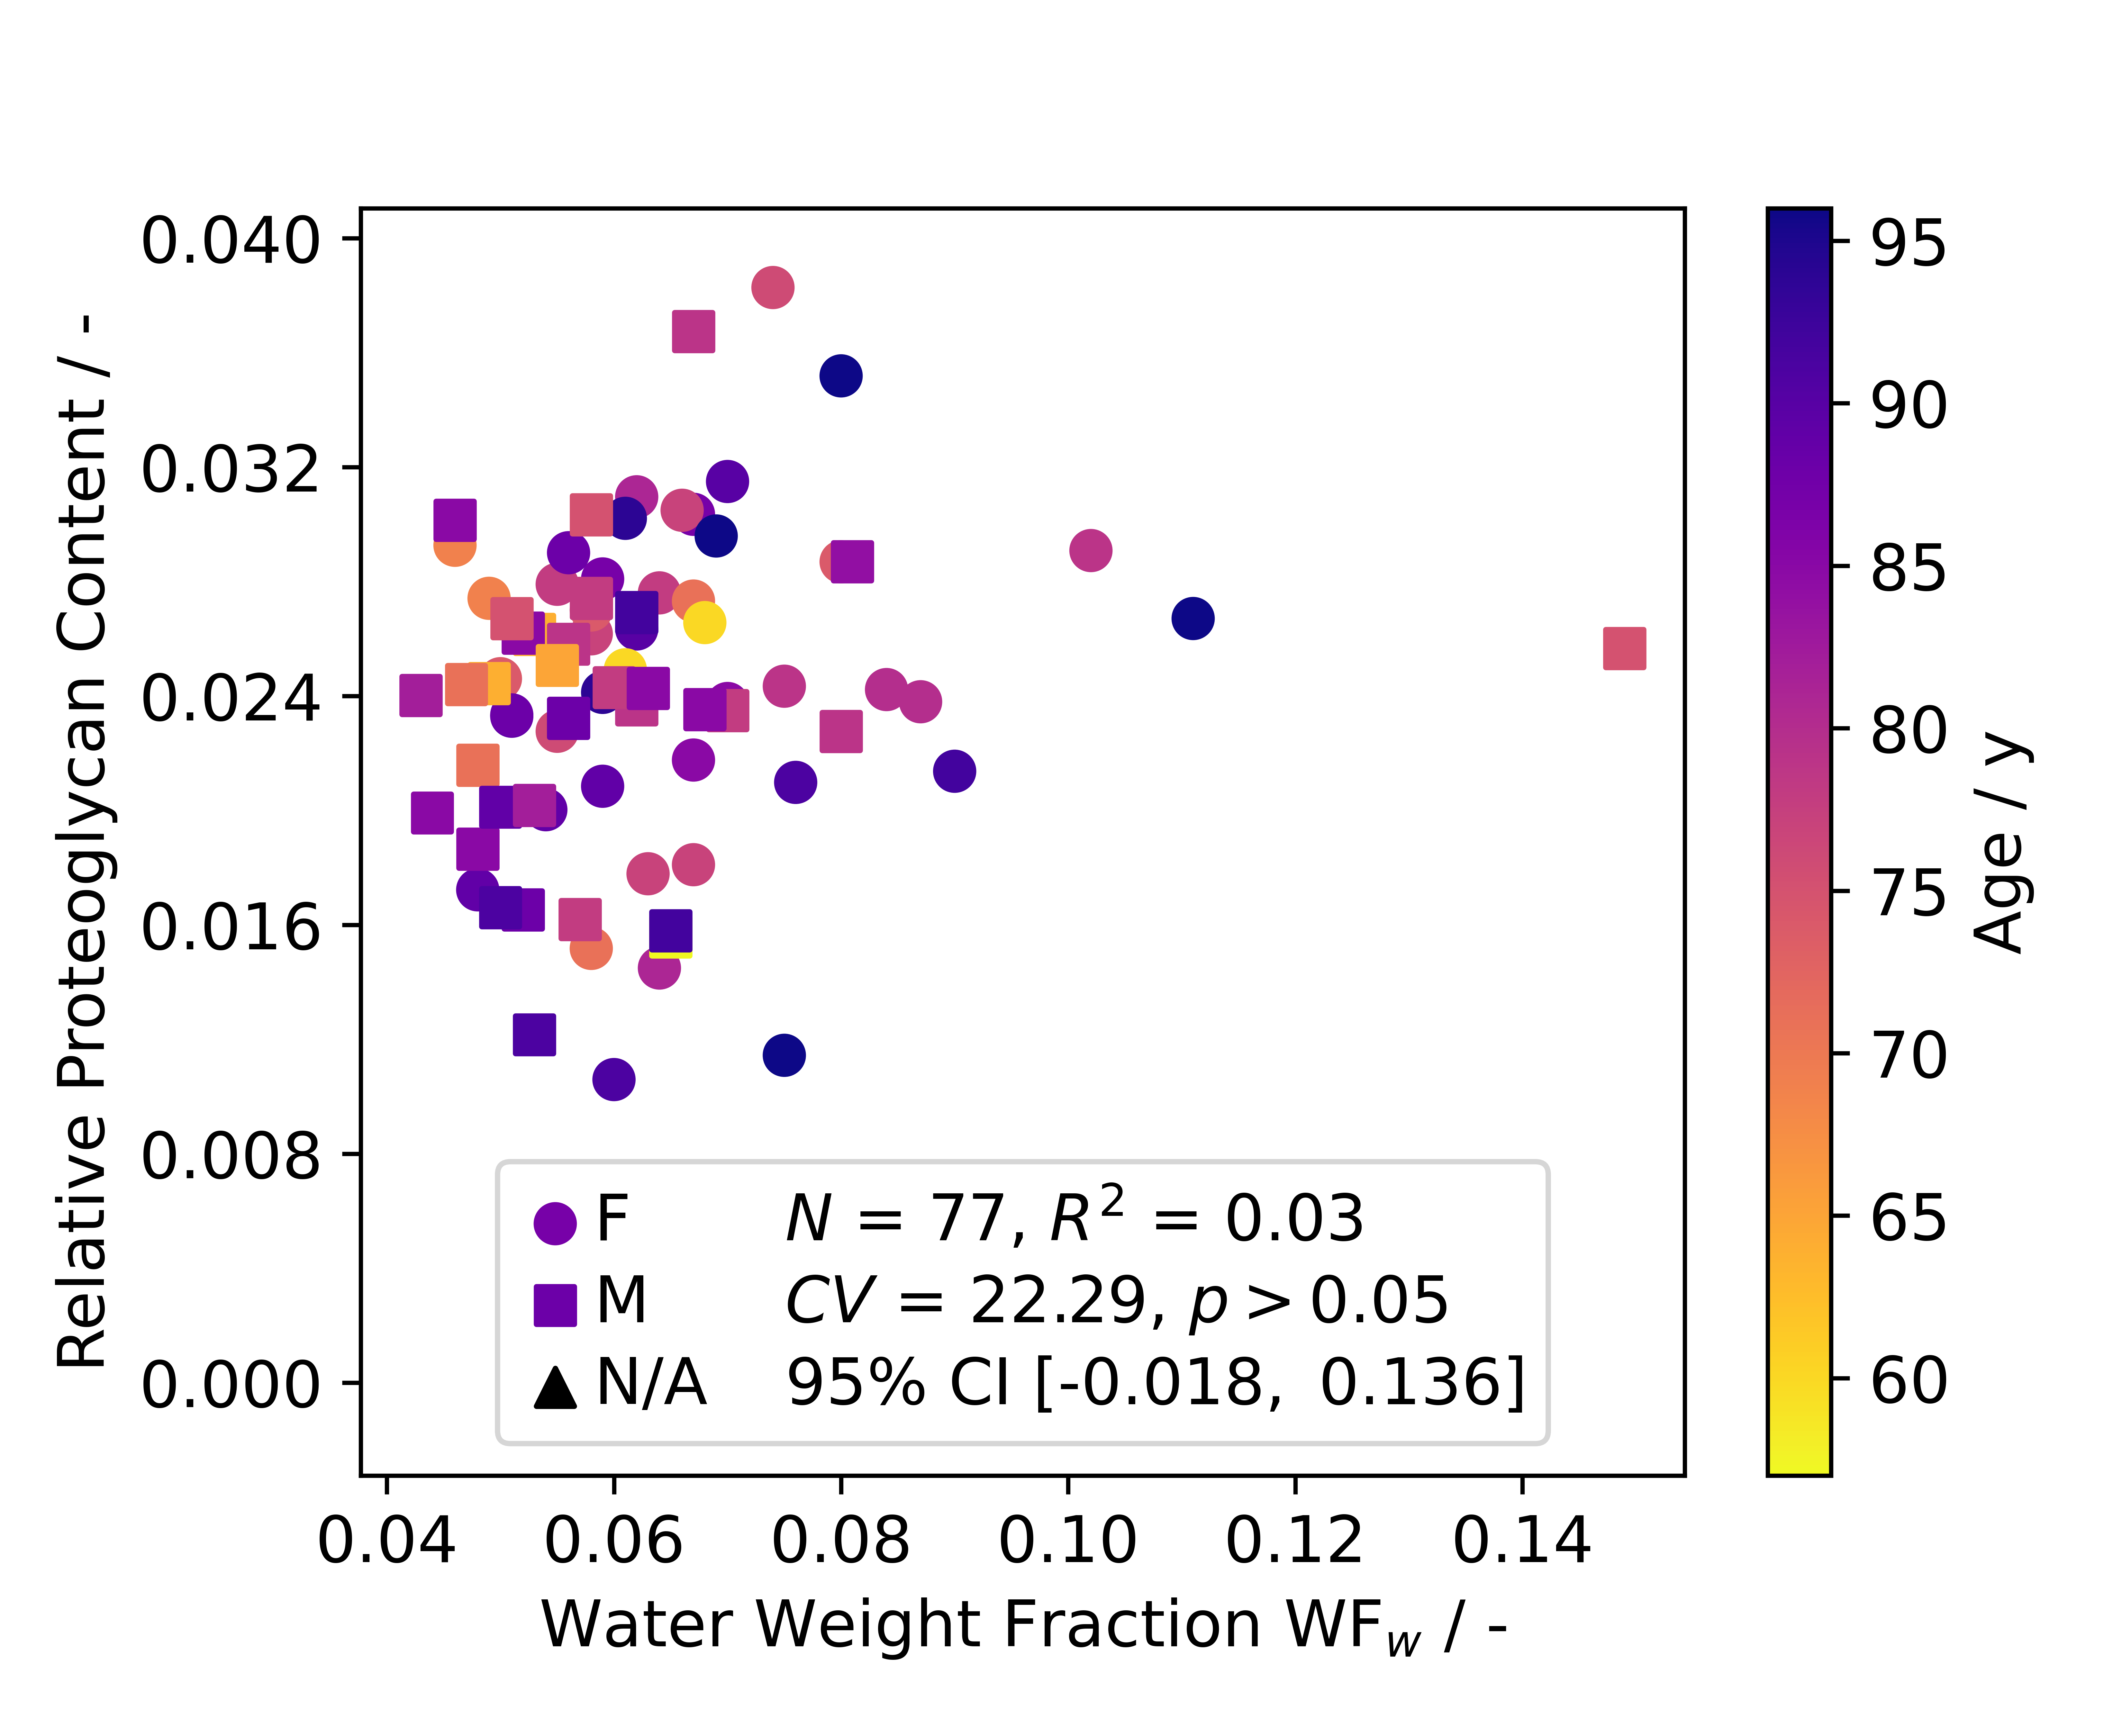 0.040
0.032
0.024
0.016
0.008
0.000
Relative Proteoglycan Content / -
0.04 0.06 0.08 0.10 0.12 0.14
Water Weight Fraction WF_w / -
F N = 77, R² = 0.03
M CV = 22.29, p > 0.05
N/A 95% CI [-0.018, 0.136]
95
90
85
80
75
70
65
60
Age / y